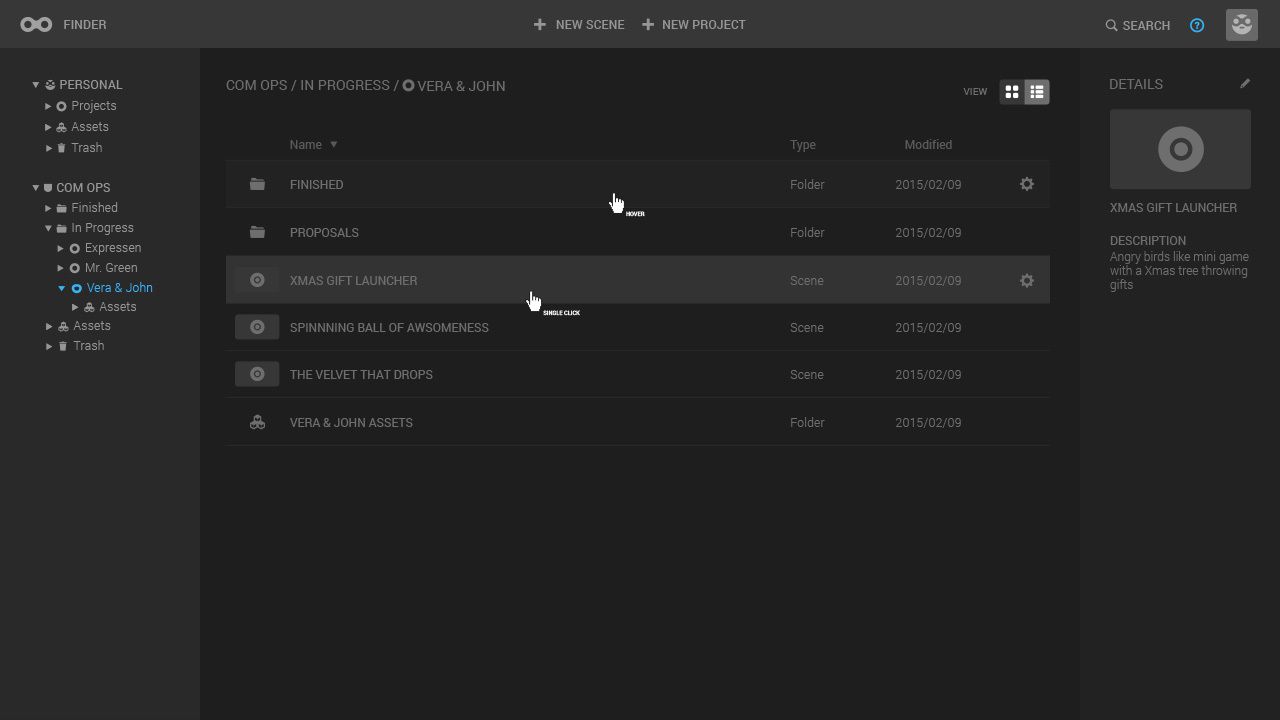 FINDER
NEW SCENE
NEW PROJECT
SEARCH
?
PERSONAL
Projects
Assets
Trash
COM OPS
Finished
In Progress
Expressen
Mr. Green
Vera & John
Assets
Assets
Trash
COM OPS / IN PROGRESS / VERA & JOHN
VIEW
Name Type Modified
FINISHED Folder 2015/02/09
HOVER
PROPOSALS Folder 2015/02/09
XMAS GIFT LAUNCHER Scene 2015/02/09
SINGLE CLICK
SPINNNING BALL OF AWSOMENESS Scene 2015/02/09
THE VELVET THAT DROPS Scene 2015/02/09
VERA & JOHN ASSETS Folder 2015/02/09
DETAILS
XMAS GIFT LAUNCHER
DESCRIPTION
Angry birds like mini game
with a Xmas tree throwing
gifts